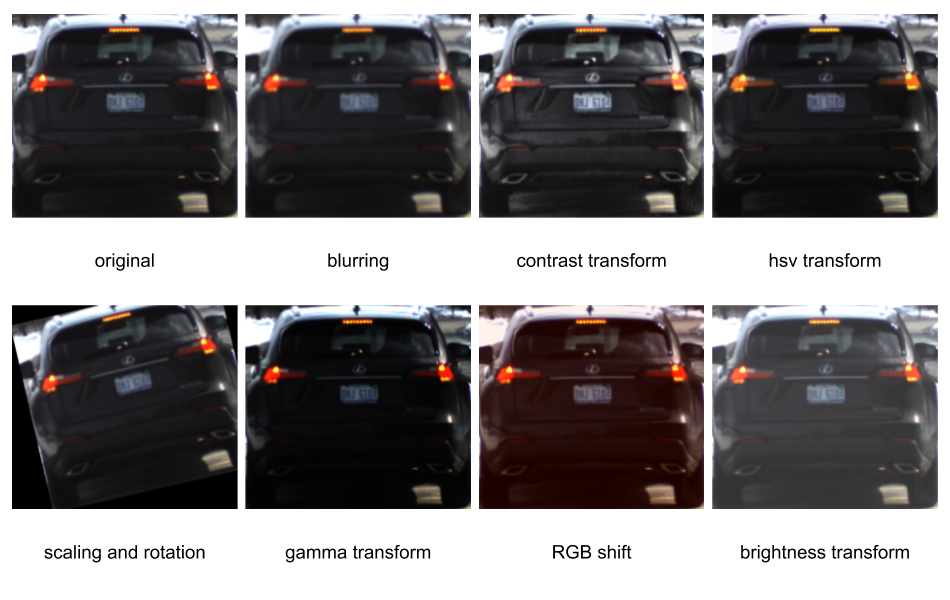 original
blurring
contrast transform
hsv transform
scaling and rotation
gamma transform
RGB shift
brightness transform